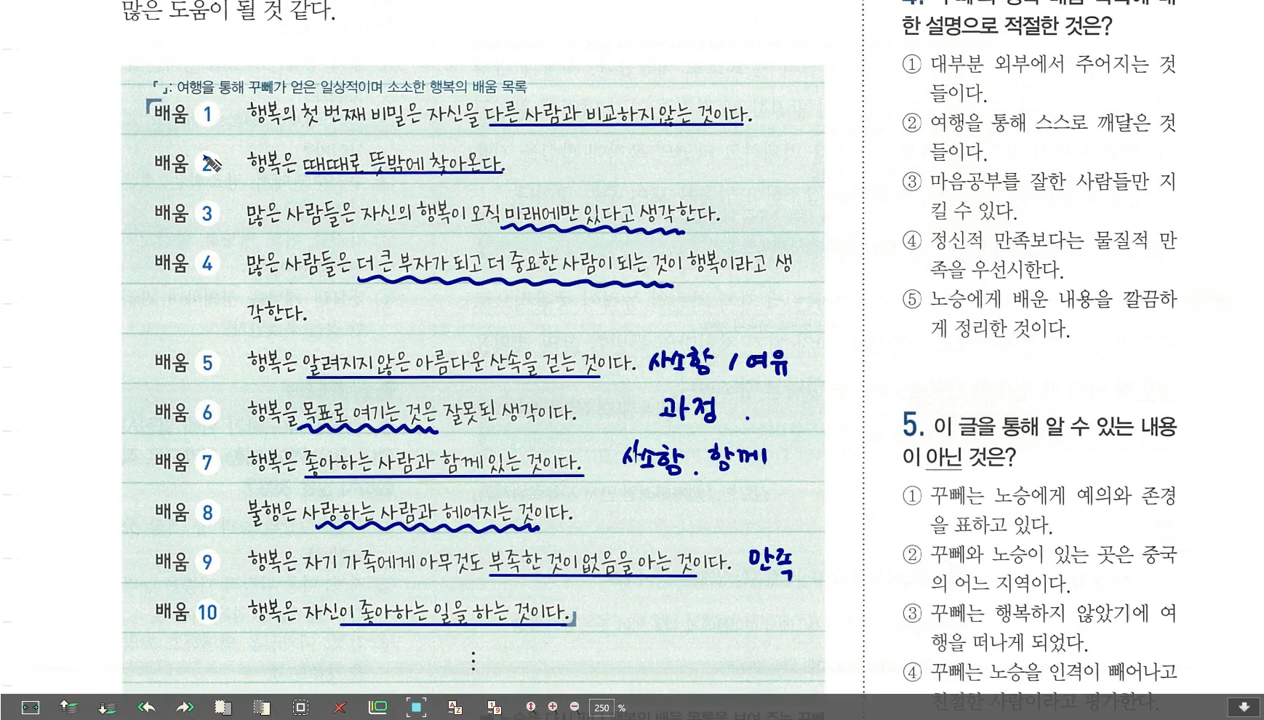 많은 도움이 될 것 같다.
「 」: 여행을 통해 꾸뻬가 얻은 일상적이며 소소한 행복의 배움 목록
배움 1 행복의 첫 번째 비밀은 자신을 다른 사람과 비교하지 않는 것이다.
배움 2 행복은 때때로 뜻밖에 찾아온다.
배움 3 많은 사람들은 자신의 행복이 오직 미래에만 있다고 생각한다.
배움 4 많은 사람들은 더 큰 부자가 되고 더 중요한 사람이 되는 것이 행복이라고 생
각한다.
배움 5 행복은 알려지지 않은 아름다운 산속을 걷는 것이다. 사소함 / 여유
배움 6 행복을 목표로 여기는 것은 잘못된 생각이다. 과정.
배움 7 행복은 좋아하는 사람과 함께 있는 것이다. 사소함. 함께
배움 8 불행은 사랑하는 사람과 헤어지는 것이다.
배움 9 행복은 자기 가족에게 아무것도 부족한 것이 없음을 아는 것이다. 만족
배움 10 행복은 자신이 좋아하는 일을 하는 것이다.
⋮
한 설명으로 적절한 것은?
① 대부분 외부에서 주어지는 것
들이다.
② 여행을 통해 스스로 깨달은 것
들이다.
③ 마음공부를 잘한 사람들만 지
킬 수 있다.
④ 정신적 만족보다는 물질적 만
족을 우선시한다.
⑤ 노승에게 배운 내용을 깔끔하
게 정리한 것이다.
5. 이 글을 통해 알 수 있는 내용
이 아닌 것은?
① 꾸뻬는 노승에게 예의와 존경
을 표하고 있다.
② 꾸뻬와 노승이 있는 곳은 중국
의 어느 지역이다.
③ 꾸뻬는 행복하지 않았기에 여
행을 떠나게 되었다.
④ 꾸뻬는 노승을 인격이 빼어나고
친절한 사람이라고 평가한다.
250 %